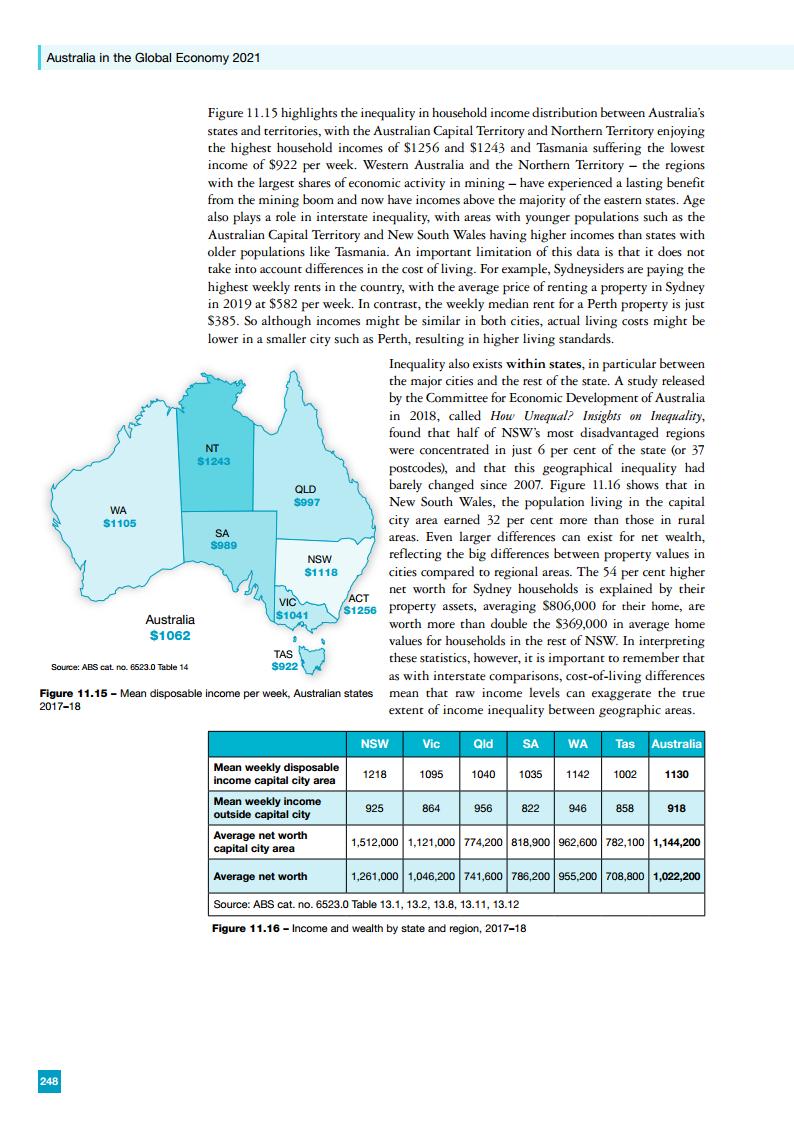 Australia in the Global Economy 2021
Figure 11.15 highlights the inequality in household income distribution between Australia's
states and territories, with the Australian Capital Territory and Northern Territory enjoying
the highest household incomes of $1256 and $1243 and Tasmania suffering the lowest
income of $922 per week. Western Australia and the Northern Territory – the regions
with the largest shares of economic activity in mining – have experienced a lasting benefit
from the mining boom and now have incomes above the majority of the eastern states. Age
also plays a role in interstate inequality, with areas with younger populations such as the
Australian Capital Territory and New South Wales having higher incomes than states with
older populations like Tasmania. An important limitation of this data is that it does not
take into account differences in the cost of living. For example, Sydneysiders are paying the
highest weekly rents in the country, with the average price of renting a property in Sydney
in 2019 at $582 per week. In contrast, the weekly median rent for a Perth property is just
$385. So although incomes might be similar in both cities, actual living costs might be
lower in a smaller city such as Perth, resulting in higher living standards.
Inequality also exists within states, in particular between
the major cities and the rest of the state. A study released
by the Committee for Economic Development of Australia
in 2018, called How Unequal? Insights on Inequality,
found that half of NSW's most disadvantaged regions
were concentrated in just 6 per cent of the state (or 37
postcodes), and that this geographical inequality had
barely changed since 2007. Figure 11.16 shows that in
New South Wales, the population living in the capital
city area earned 32 per cent more than those in rural
areas. Even larger differences can exist for net wealth,
reflecting the big differences between property values in
cities compared to regional areas. The 54 per cent higher
net worth for Sydney households is explained by their
property assets, averaging $806,000 for their home, are
worth more than double the $369,000 in average home
values for households in the rest of NSW. In interpreting
these statistics, however, it is important to remember that
as with interstate comparisons, cost-of-living differences
mean that raw income levels can exaggerate the true
extent of income inequality between geographic areas.
NT
$1243
QLD
$997
WA
$1105
SA
$989
NSW
$1118
VIC
$1041
ACT
$1256
Australia
$1062
TAS
$922
Source: ABS cat. no. 6523.0 Table 14
Figure 11.15 – Mean disposable income per week, Australian states
2017–18
NSW Vic Qld SA WA Tas Australia
Mean weekly disposable
income capital city area 1218 1095 1040 1035 1142 1002 1130
Mean weekly income
outside capital city 925 864 956 822 946 858 918
Average net worth
capital city area 1,512,000 1,121,000 774,200 818,900 962,600 782,100 1,144,200
Average net worth 1,261,000 1,046,200 741,600 786,200 955,200 708,800 1,022,200
Source: ABS cat. no. 6523.0 Table 13.1, 13.2, 13.8, 13.11, 13.12
Figure 11.16 – Income and wealth by state and region, 2017–18
248